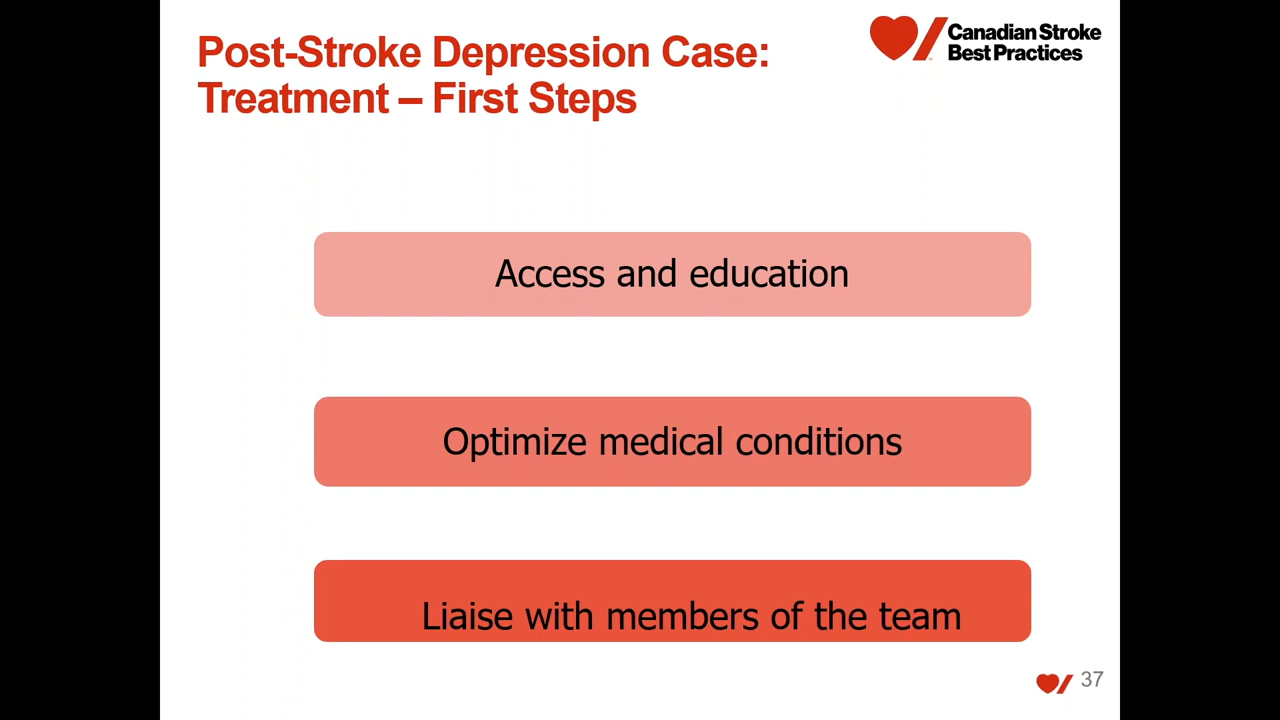 Post-Stroke Depression Case:
Treatment – First Steps
Canadian Stroke
Best Practices
Access and education
Optimize medical conditions
Liaise with members of the team
37